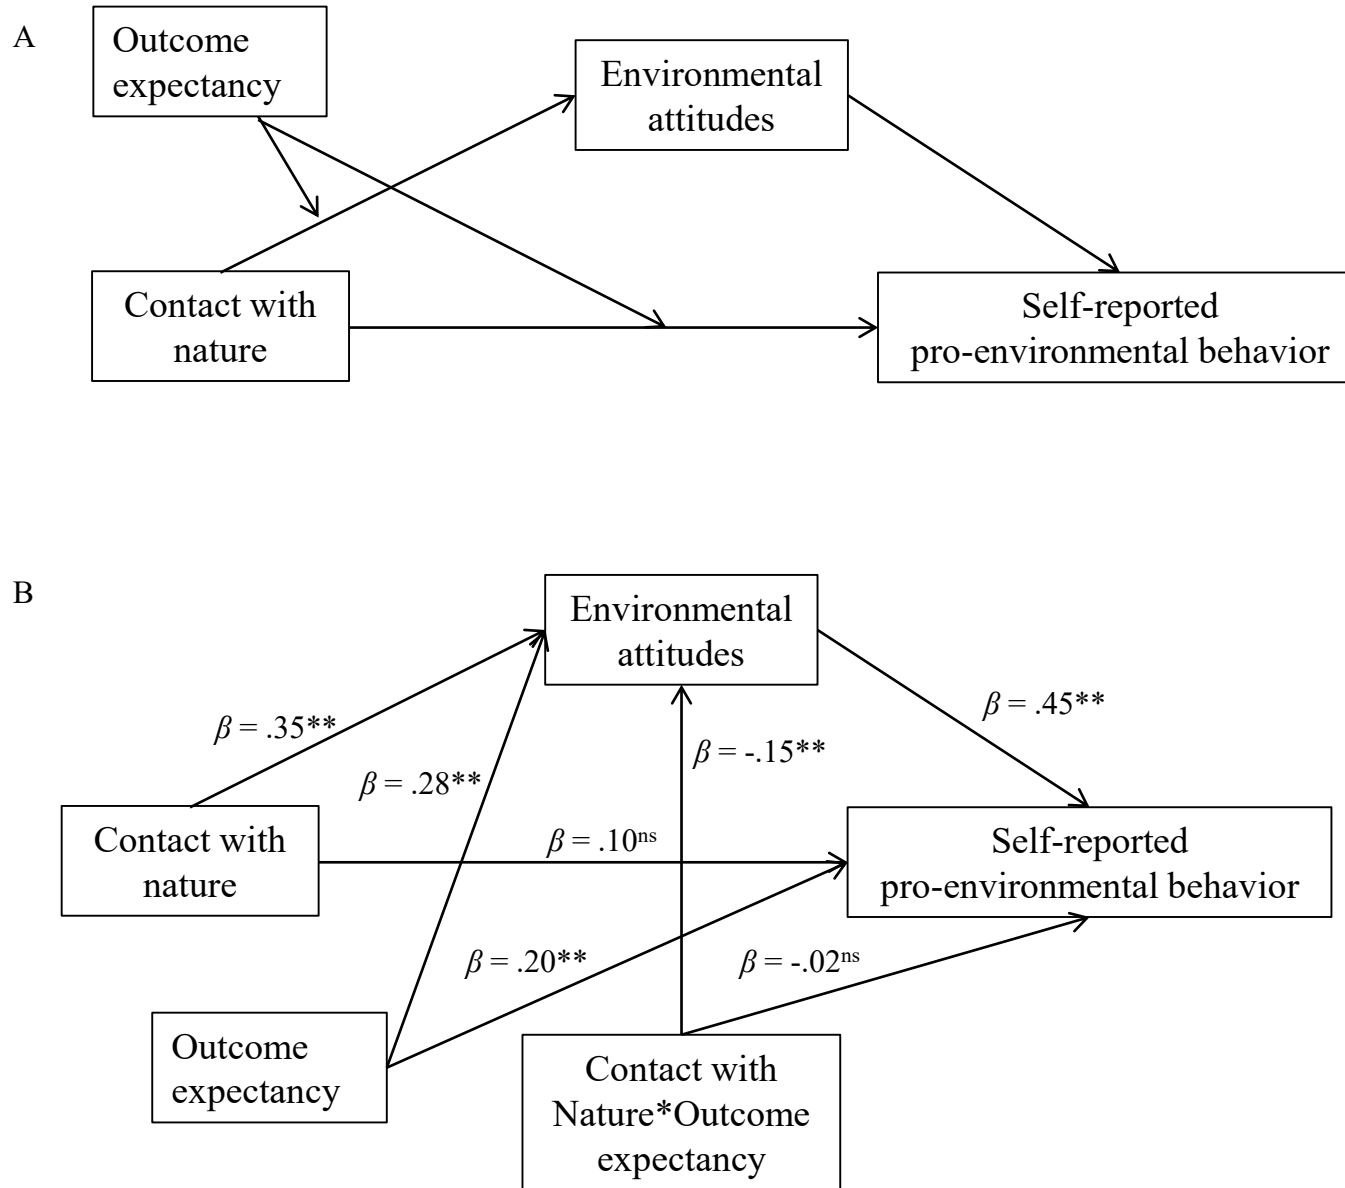 A
Outcome
expectancy
Environmental
attitudes
Contact with
nature
Self-reported
pro-environmental behavior
B
Environmental
attitudes
β = .35**
β = .28**
β = -.15**
β = .45**
Contact with
nature
β = .10ns
Self-reported
pro-environmental behavior
β = .20**
β = -.02ns
Outcome
expectancy
Contact with
Nature*Outcome
expectancy